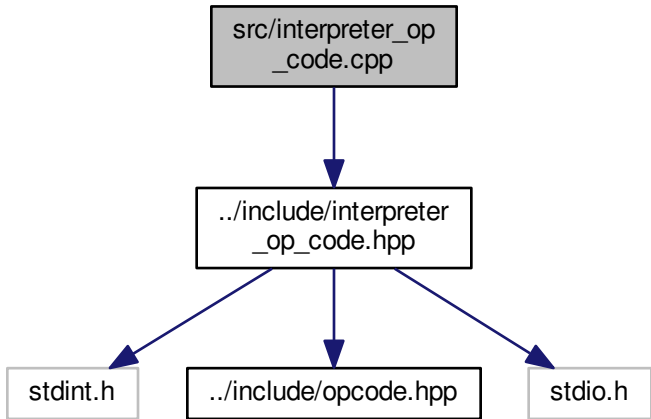 src/interpreter_op
_code.cpp
../include/interpreter
_op_code.hpp
stdint.h
../include/opcode.hpp
stdio.h